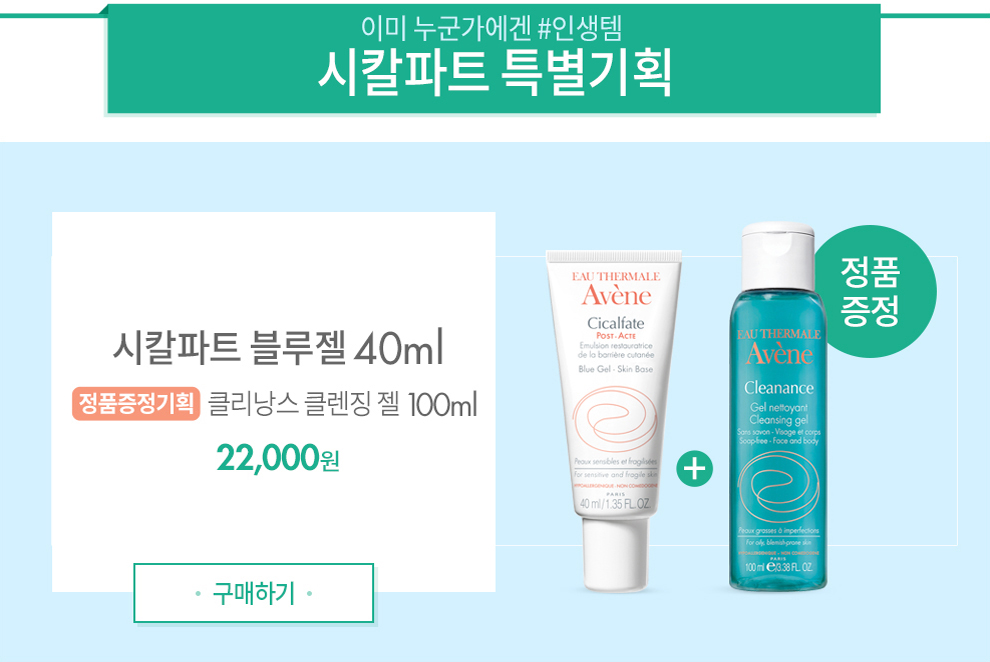 이미 누군가에겐 #인생템
시칼파트 특별기획
시칼파트 블루젤 40ml
정품증정기획 클리낭스 클렌징 젤 100ml
22,000원
· 구매하기 ·
EAU THERMALE
Avène
Cicalfate
POST-ACTE
Emulsion restauratrice
de la barrière cutanée
Blue Gel - Skin Base
Peaux sensibles et fragilisées
For sensitive and fragile skin
HYPOALLERGÉNIQUE - NON COMEDOGENIC
PARIS
40 ml/1.35 FL. OZ.
+
EAU THERMALE
Avène
Cleanance
Gel nettoyant
Cleansing gel
Sans savon - Visage et corps
Soap-free - Face and body
Peaux grasses à imperfections
For oily, blemish-prone skin
PARIS
100 ml e/3.38 FL. OZ.
정품
증정